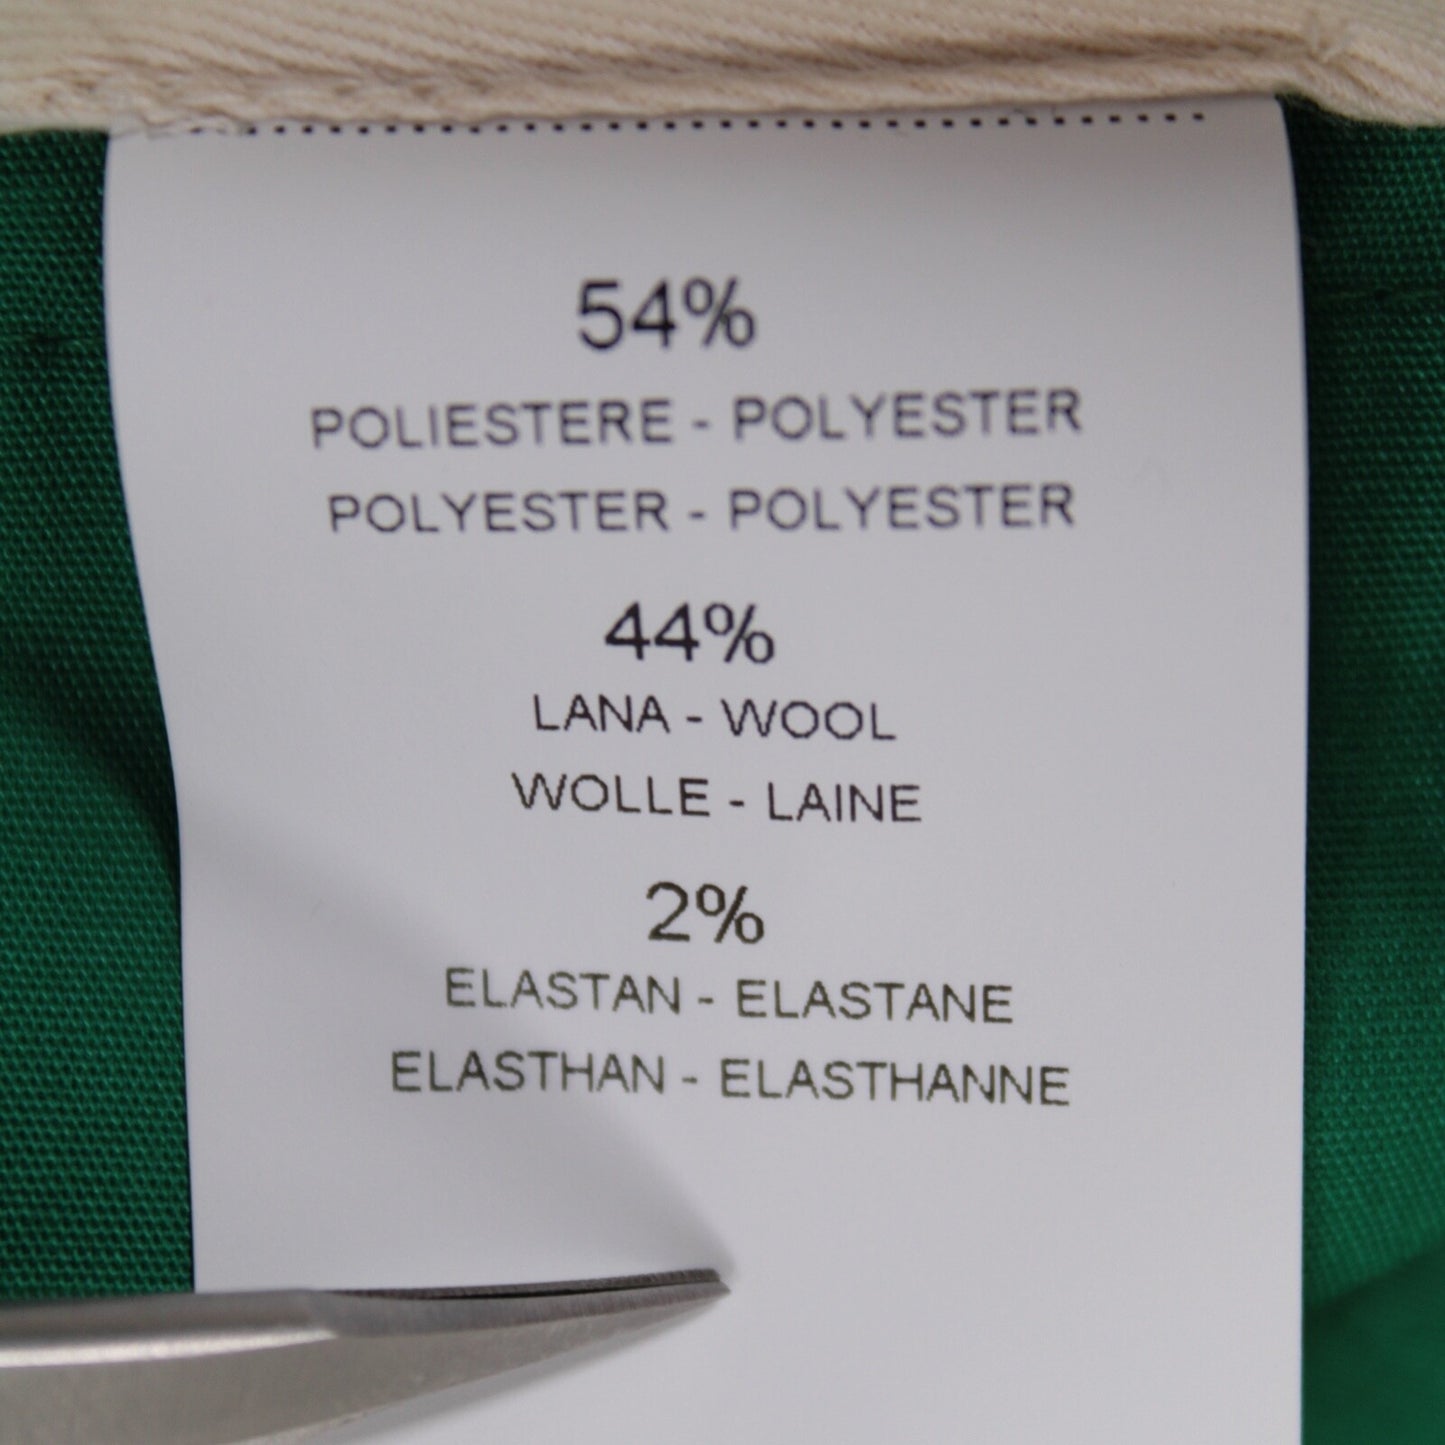 54%
POLIESTERE - POLYESTER
POLYESTER - POLYESTER
44%
LANA - WOOL
WOLLE - LAINE
2%
ELASTAN - ELASTANE
ELASTHAN - ELASTHANNE